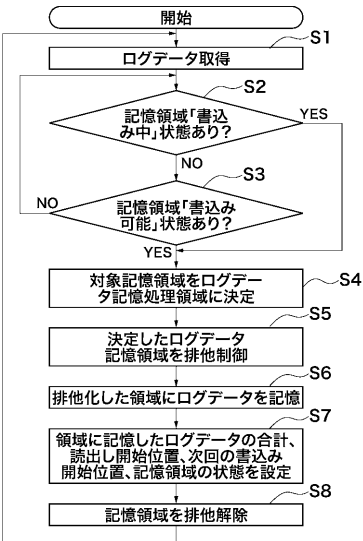 開始
S1
ログデータ取得
S2
記憶領域「書込
み中」状態あり?
YES
NO
S3
NO
記憶領域「書込み
可能」状態あり?
YES
S4
対象記憶領域をログデー
タ記憶処理領域に決定
S5
決定したログデータ
記憶領域を排他制御
S6
排他化した領域にログデータを記憶
S7
領域に記憶したログデータの合計、
読出し開始位置、次回の書込み
開始位置、記憶領域の状態を設定
S8
記憶領域を排他解除